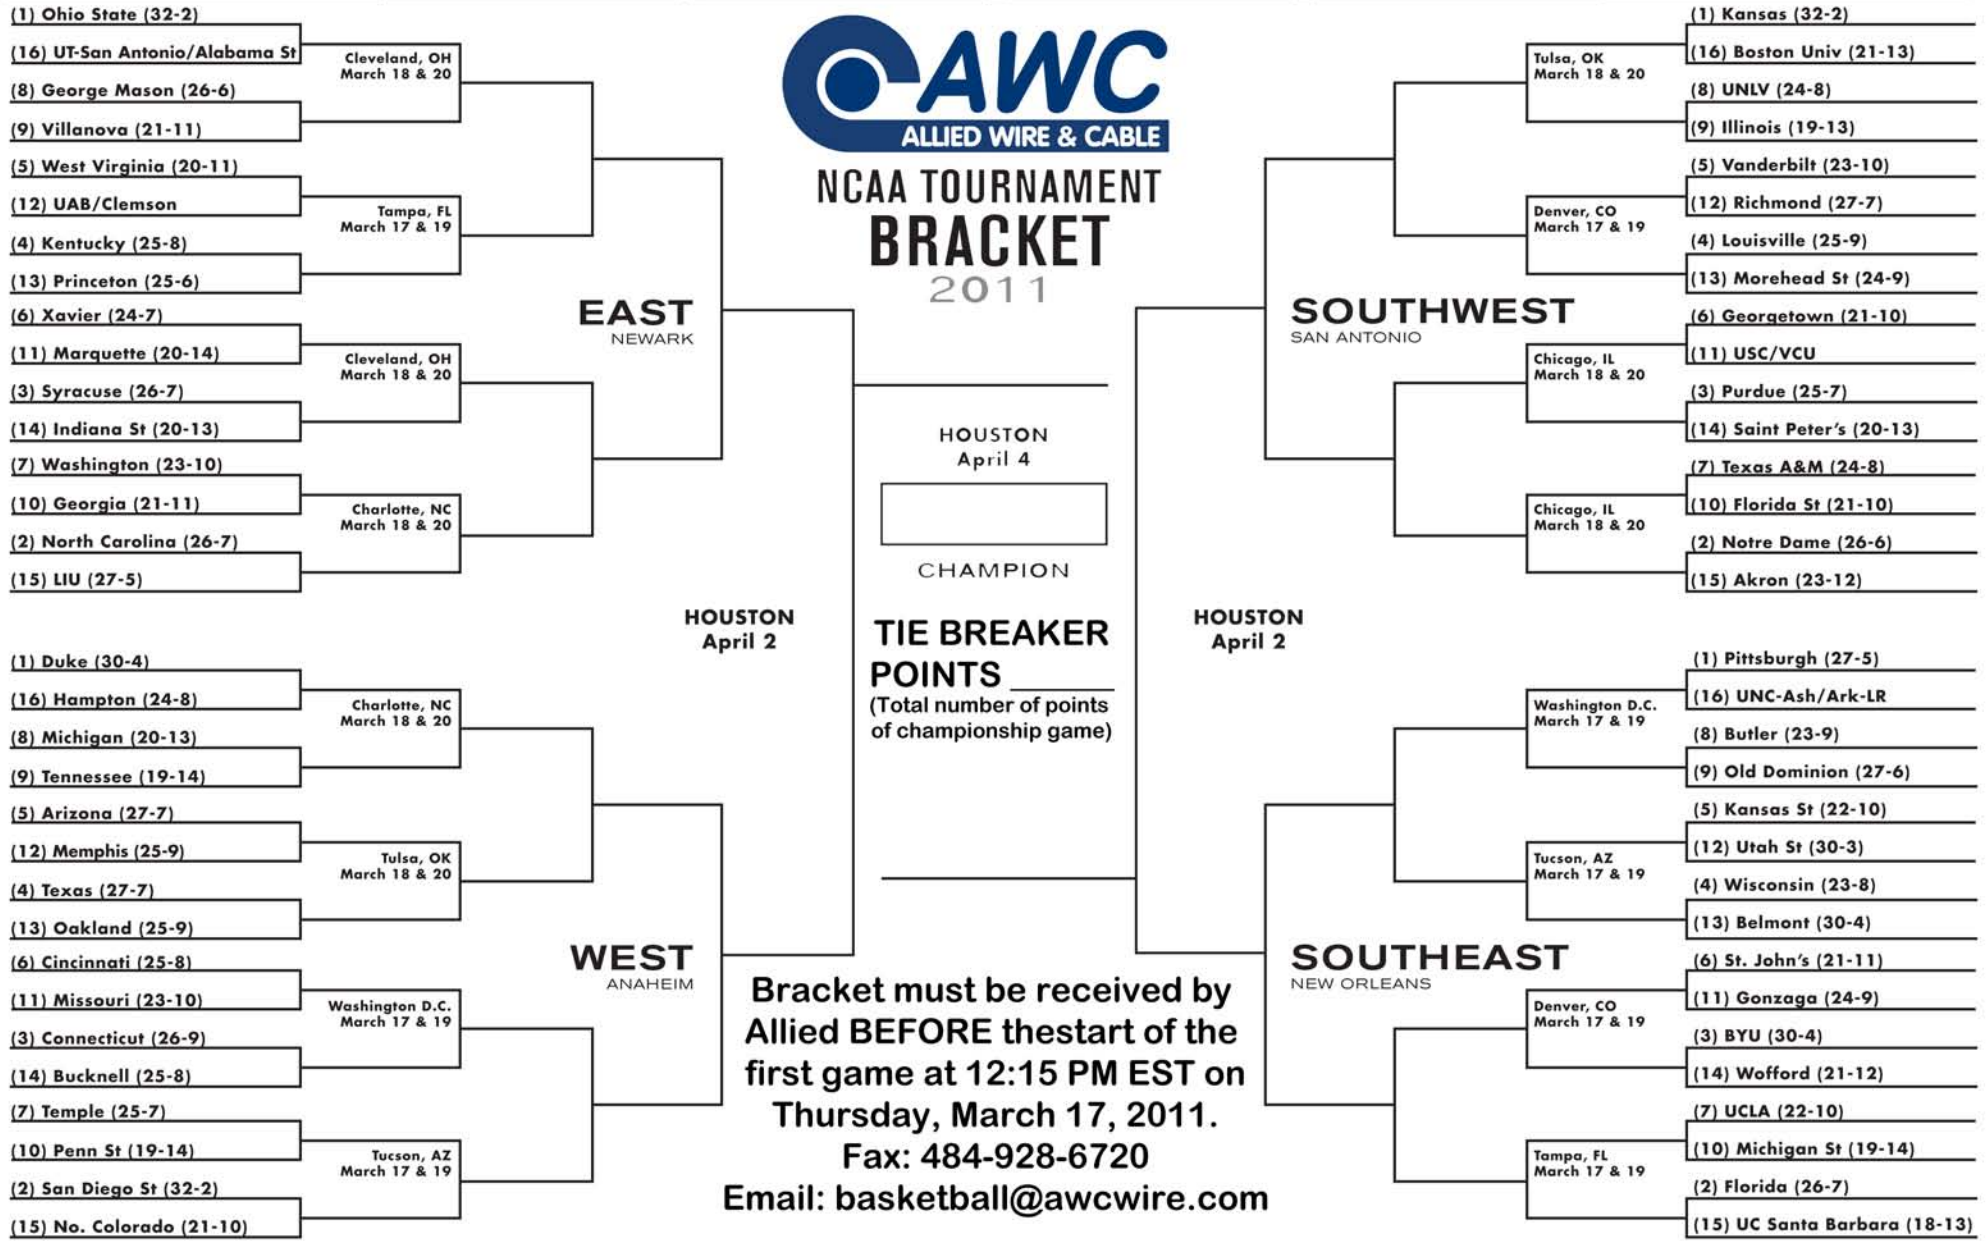 (1) Ohio State (32-2)
(16) UT-San Antonio/Alabama St
(8) George Mason (26-6)
(9) Villanova (21-11)
(5) West Virginia (20-11)
(12) UAB/Clemson
(4) Kentucky (25-8)
(13) Princeton (25-6)
(6) Xavier (24-7)
(11) Marquette (20-14)
(3) Syracuse (26-7)
(14) Indiana St (20-13)
(7) Washington (23-10)
(10) Georgia (21-11)
(2) North Carolina (26-7)
(15) LIU (27-5)
Cleveland, OH
March 18 & 20
Tampa, FL
March 17 & 19
Cleveland, OH
March 18 & 20
Charlotte, NC
March 18 & 20
EAST
NEWARK
(1) Duke (30-4)
(16) Hampton (24-8)
(8) Michigan (20-13)
(9) Tennessee (19-14)
(5) Arizona (27-7)
(12) Memphis (25-9)
(4) Texas (27-7)
(13) Oakland (25-9)
(6) Cincinnati (25-8)
(11) Missouri (23-10)
(3) Connecticut (26-9)
(14) Bucknell (25-8)
(7) Temple (25-7)
(10) Penn St (19-14)
(2) San Diego St (32-2)
(15) No. Colorado (21-10)
Charlotte, NC
March 18 & 20
Tulsa, OK
March 18 & 20
Washington D.C.
March 17 & 19
Tucson, AZ
March 17 & 19
WEST
ANAHEIM
HOUSTON
April 2
AWC
ALLIED WIRE & CABLE
NCAA TOURNAMENT
BRACKET
2011
HOUSTON
April 4
CHAMPION
TIE BREAKER
POINTS ______
(Total number of points
of championship game)
Bracket must be received by
Allied BEFORE thestart of the
first game at 12:15 PM EST on
Thursday, March 17, 2011.
Fax: 484-928-6720
Email: basketball@awcwire.com
HOUSTON
April 2
SOUTHWEST
SAN ANTONIO
Tulsa, OK
March 18 & 20
Denver, CO
March 17 & 19
Chicago, IL
March 18 & 20
Chicago, IL
March 18 & 20
(1) Kansas (32-2)
(16) Boston Univ (21-13)
(8) UNLV (24-8)
(9) Illinois (19-13)
(5) Vanderbilt (23-10)
(12) Richmond (27-7)
(4) Louisville (25-9)
(13) Morehead St (24-9)
(6) Georgetown (21-10)
(11) USC/VCU
(3) Purdue (25-7)
(14) Saint Peter's (20-13)
(7) Texas A&M (24-8)
(10) Florida St (21-10)
(2) Notre Dame (26-6)
(15) Akron (23-12)
SOUTHEAST
NEW ORLEANS
Washington D.C.
March 17 & 19
Tucson, AZ
March 17 & 19
Denver, CO
March 17 & 19
Tampa, FL
March 17 & 19
(1) Pittsburgh (27-5)
(16) UNC-Ash/Ark-LR
(8) Butler (23-9)
(9) Old Dominion (27-6)
(5) Kansas St (22-10)
(12) Utah St (30-3)
(4) Wisconsin (23-8)
(13) Belmont (30-4)
(6) St. John's (21-11)
(11) Gonzaga (24-9)
(3) BYU (30-4)
(14) Wofford (21-12)
(7) UCLA (22-10)
(10) Michigan St (19-14)
(2) Florida (26-7)
(15) UC Santa Barbara (18-13)